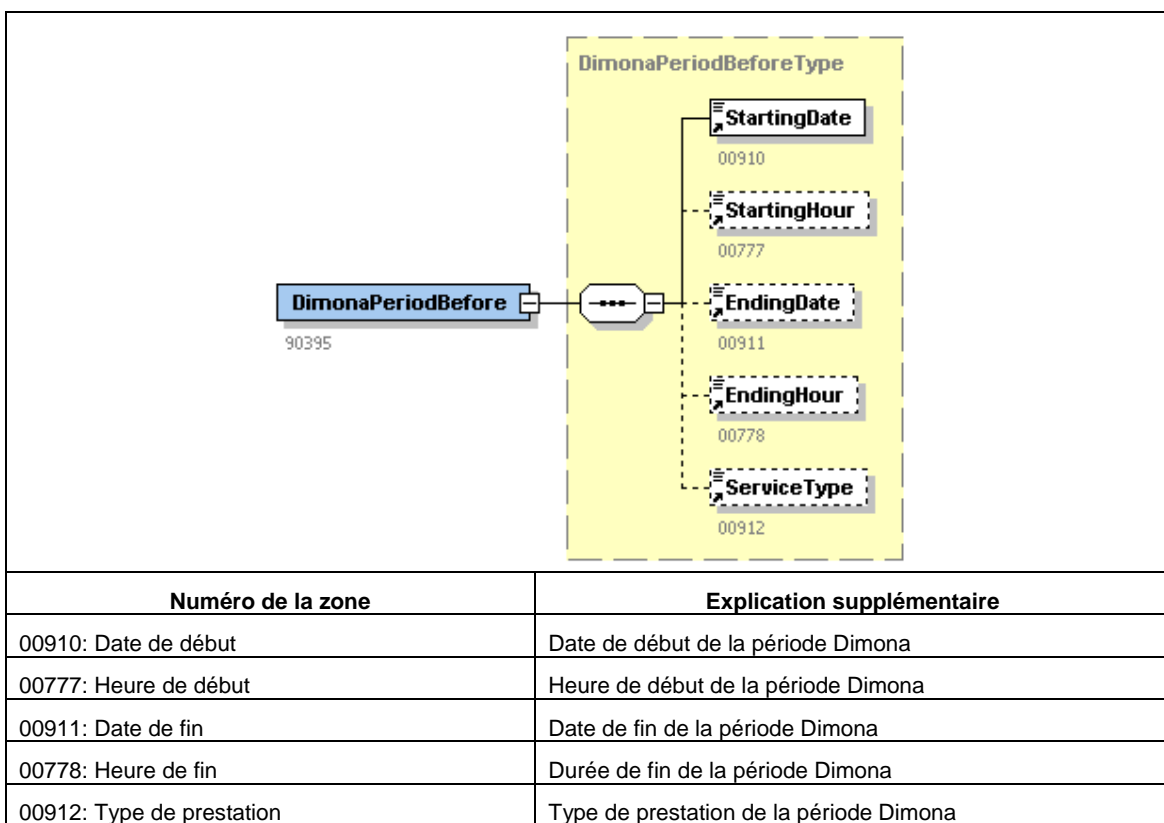 DimonaPeriodBeforeType
StartingDate
00910
StartingHour
00777
DimonaPeriodBefore
90395
EndingDate
00911
EndingHour
00778
ServiceType
00912
Numéro de la zone Explication supplémentaire
00910: Date de début Date de début de la période Dimona
00777: Heure de début Heure de début de la période Dimona
00911: Date de fin Date de fin de la période Dimona
00778: Heure de fin Durée de fin de la période Dimona
00912: Type de prestation Type de prestation de la période Dimona